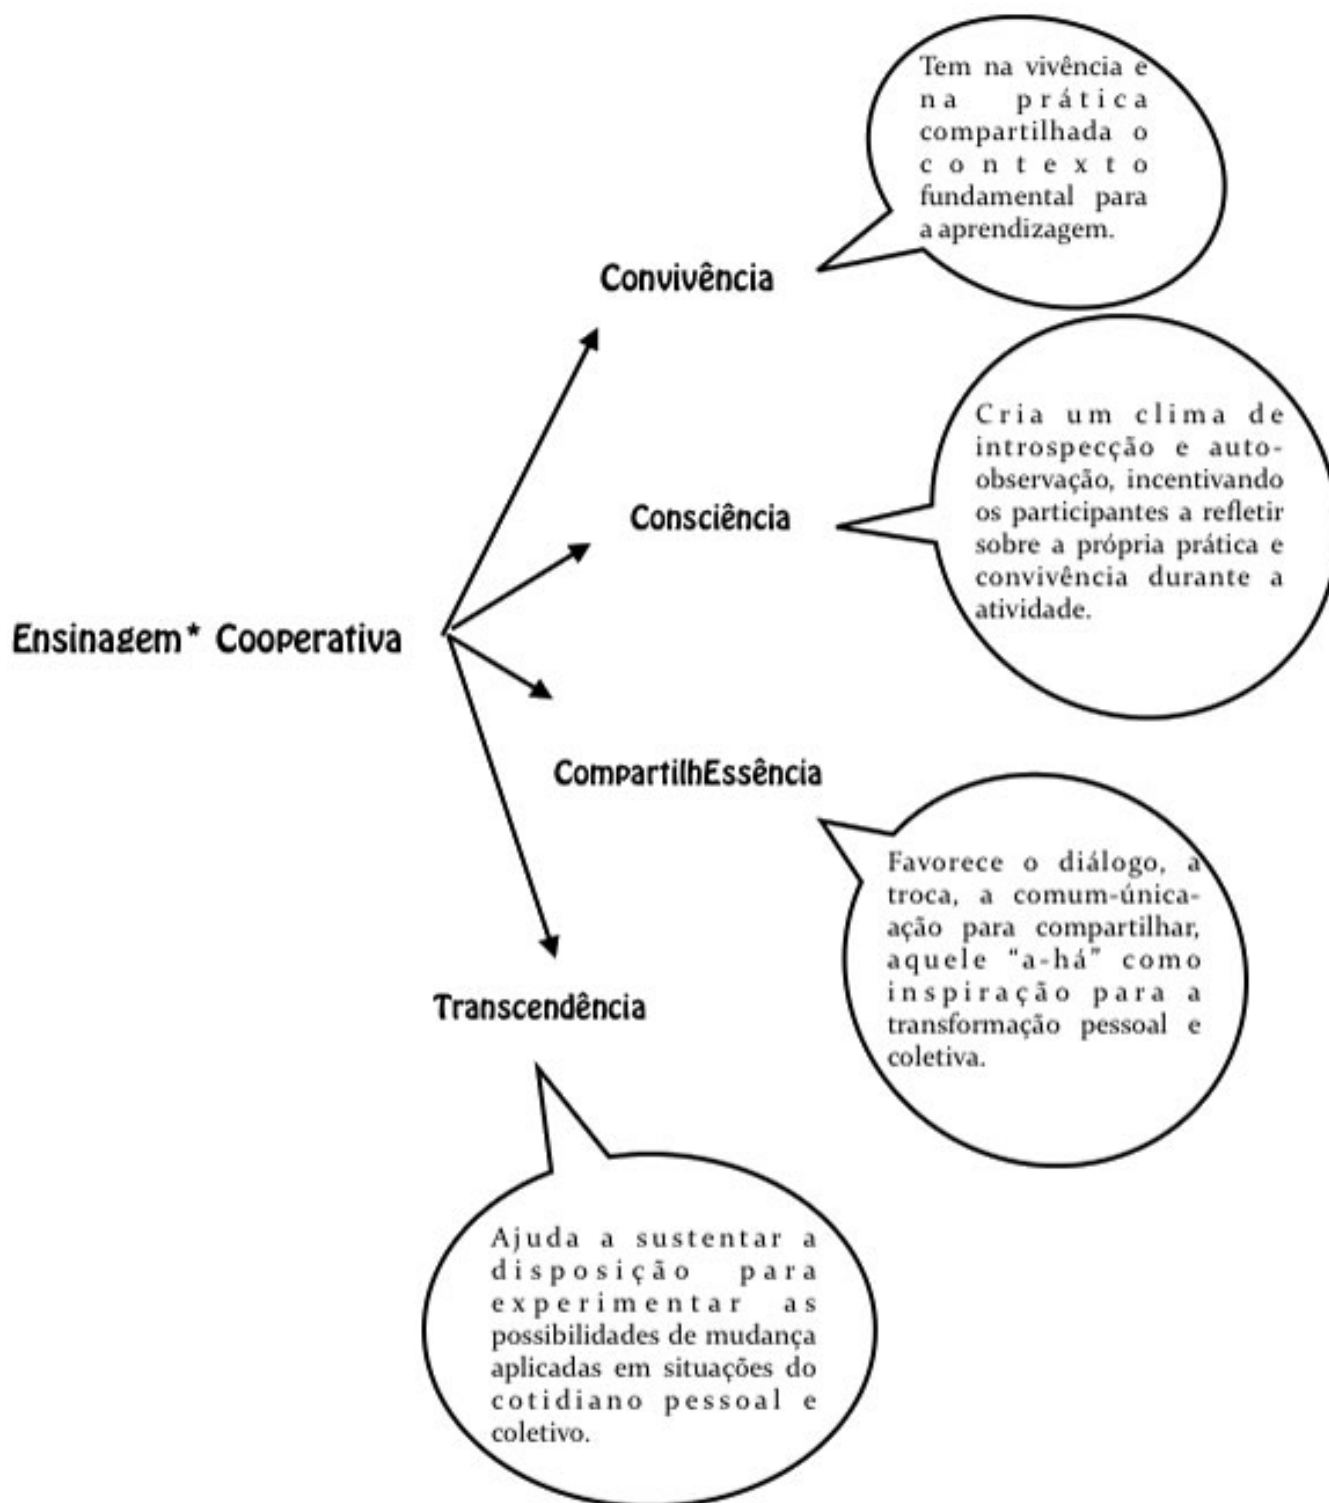 Tem na vivência e
na prática
compartilhada o
contexto
fundamental para
a aprendizagem.
Convivência
Cria um clima de
introspecção e auto-
observação, incentivando
os participantes a refletir
sobre a própria prática e
convivência durante a
atividade.
Consciência
Ensinagem* Cooperativa
CompartilhEssência
Favorece o diálogo, a
troca, a comum-única-
ação para compartilhar,
aquele “a-há” como
inspiração para a
transformação pessoal e
coletiva.
Transcendência
Ajuda a sustentar a
disposição para
experimentar as
possibilidades de mudança
aplicadas em situações do
cotidiano pessoal e
coletivo.